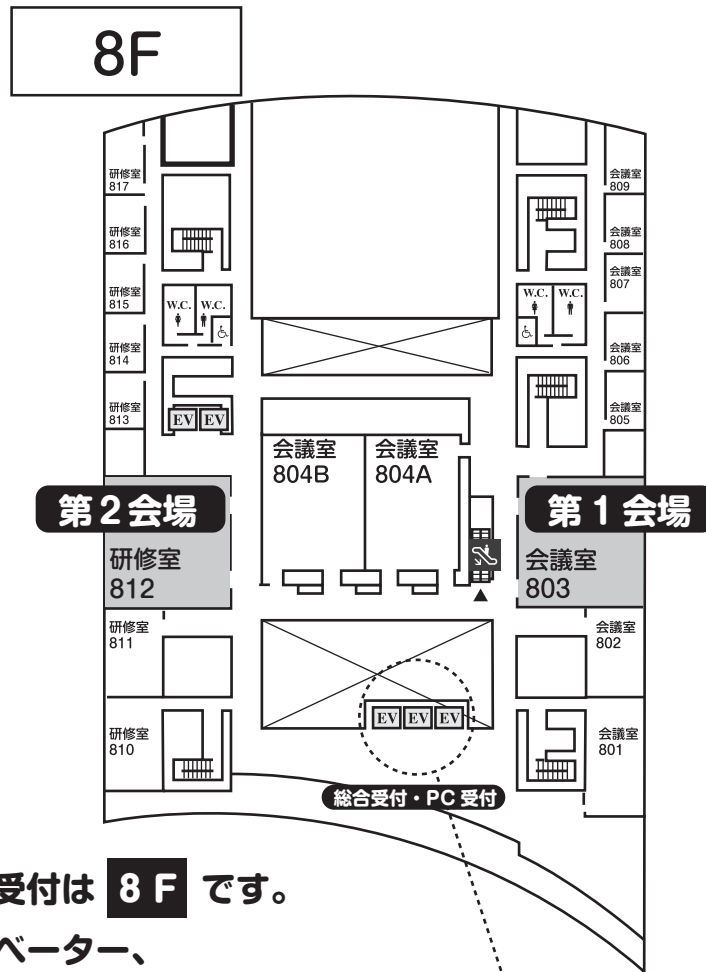 8F
研修室
817
会議室
809
研修室
816
会議室
808
会議室
807
研修室
815
W.C.
W.C.
W.C.
W.C.
研修室
814
会議室
806
研修室
813
EV
EV
会議室
805
会議室
804B
会議室
804A
第2会場
第1会場
研修室
812
会議室
803
研修室
811
会議室
802
研修室
810
EV
EV
EV
会議室
801
総合受付・PC 受付
受付は 8 F です。
ベーター、